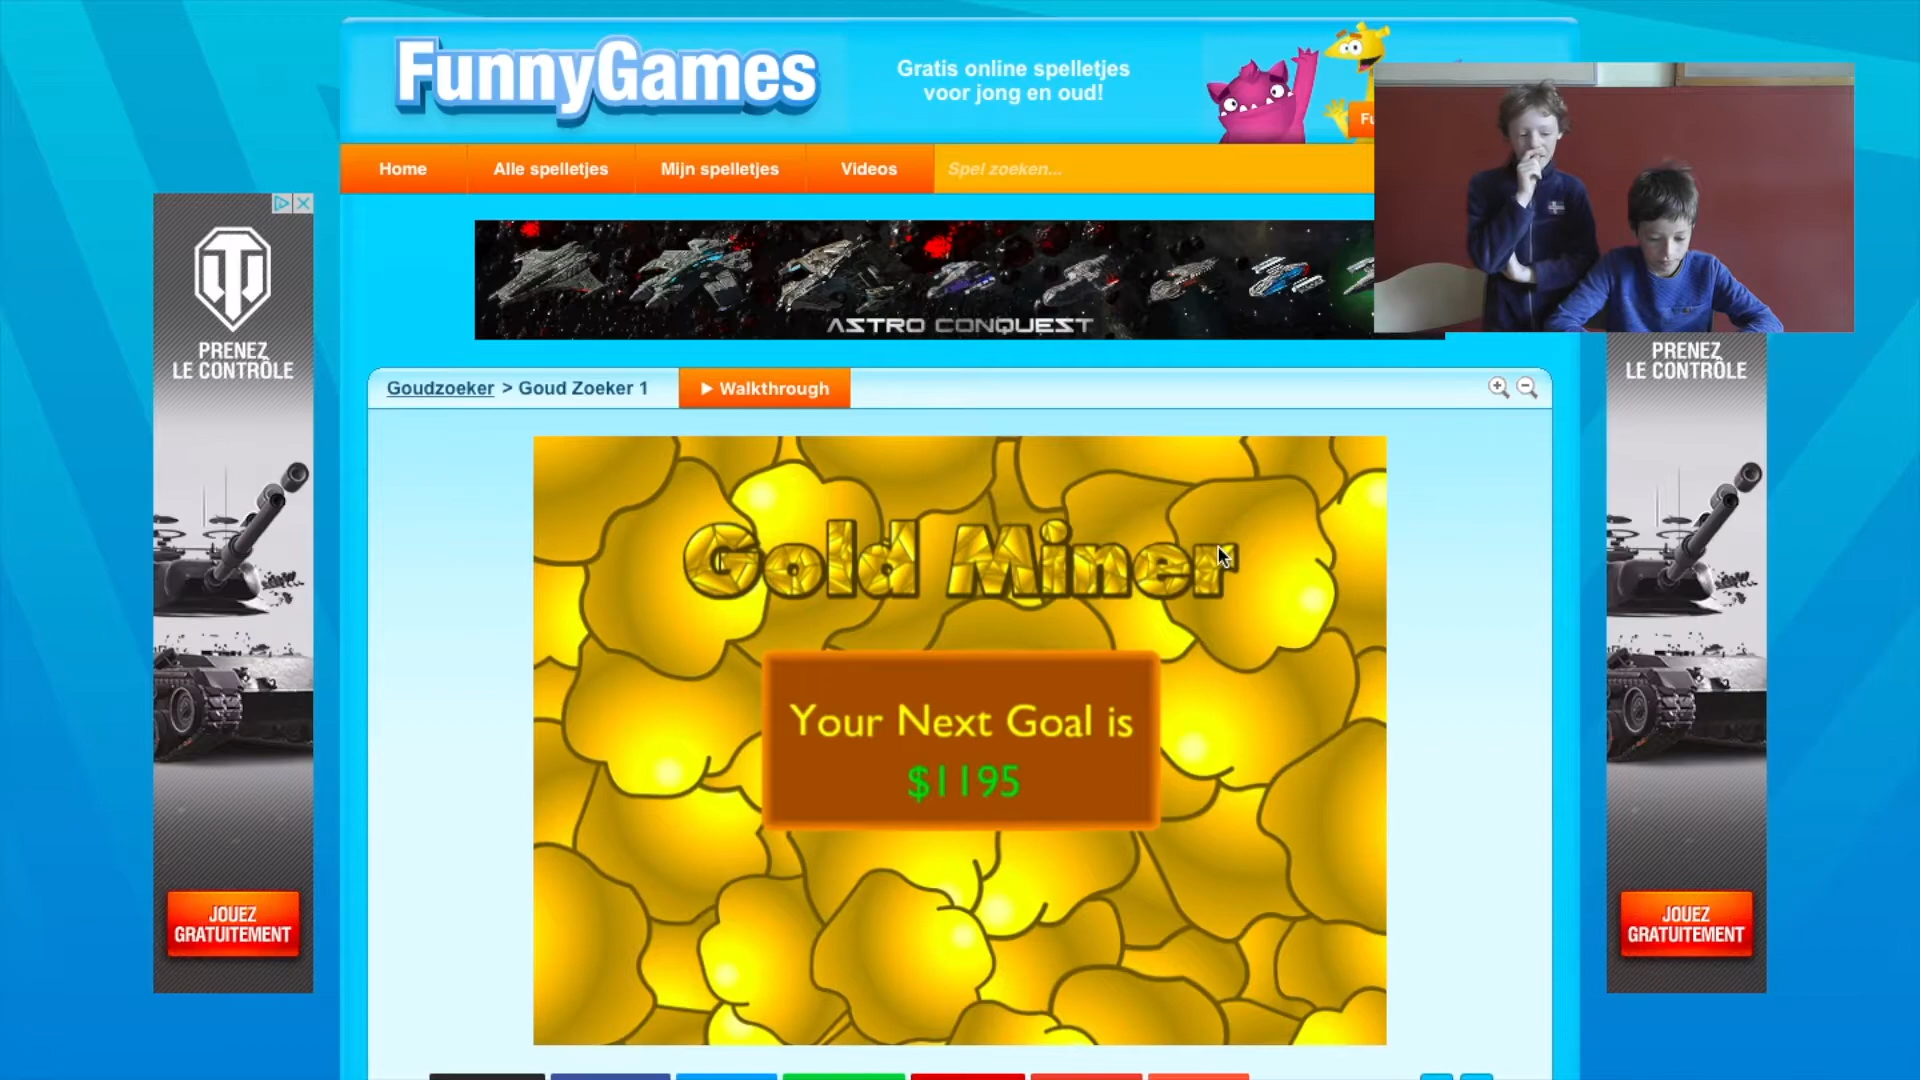 FunnyGames
Gratis online spelletjes
voor jong en oud!
Home
Alle spelletjes
Mijn spelletjes
Videos
Spel zoeken...
ASTRO CONQUEST
PRENEZ
LE CONTRÔLE
PRENEZ
LE CONTRÔLE
Goudzoeker > Goud Zoeker 1
Walkthrough
Gold Miner
Your Next Goal is
$1195
JOUEZ
GRATUITEMENT
JOUEZ
GRATUITEMENT